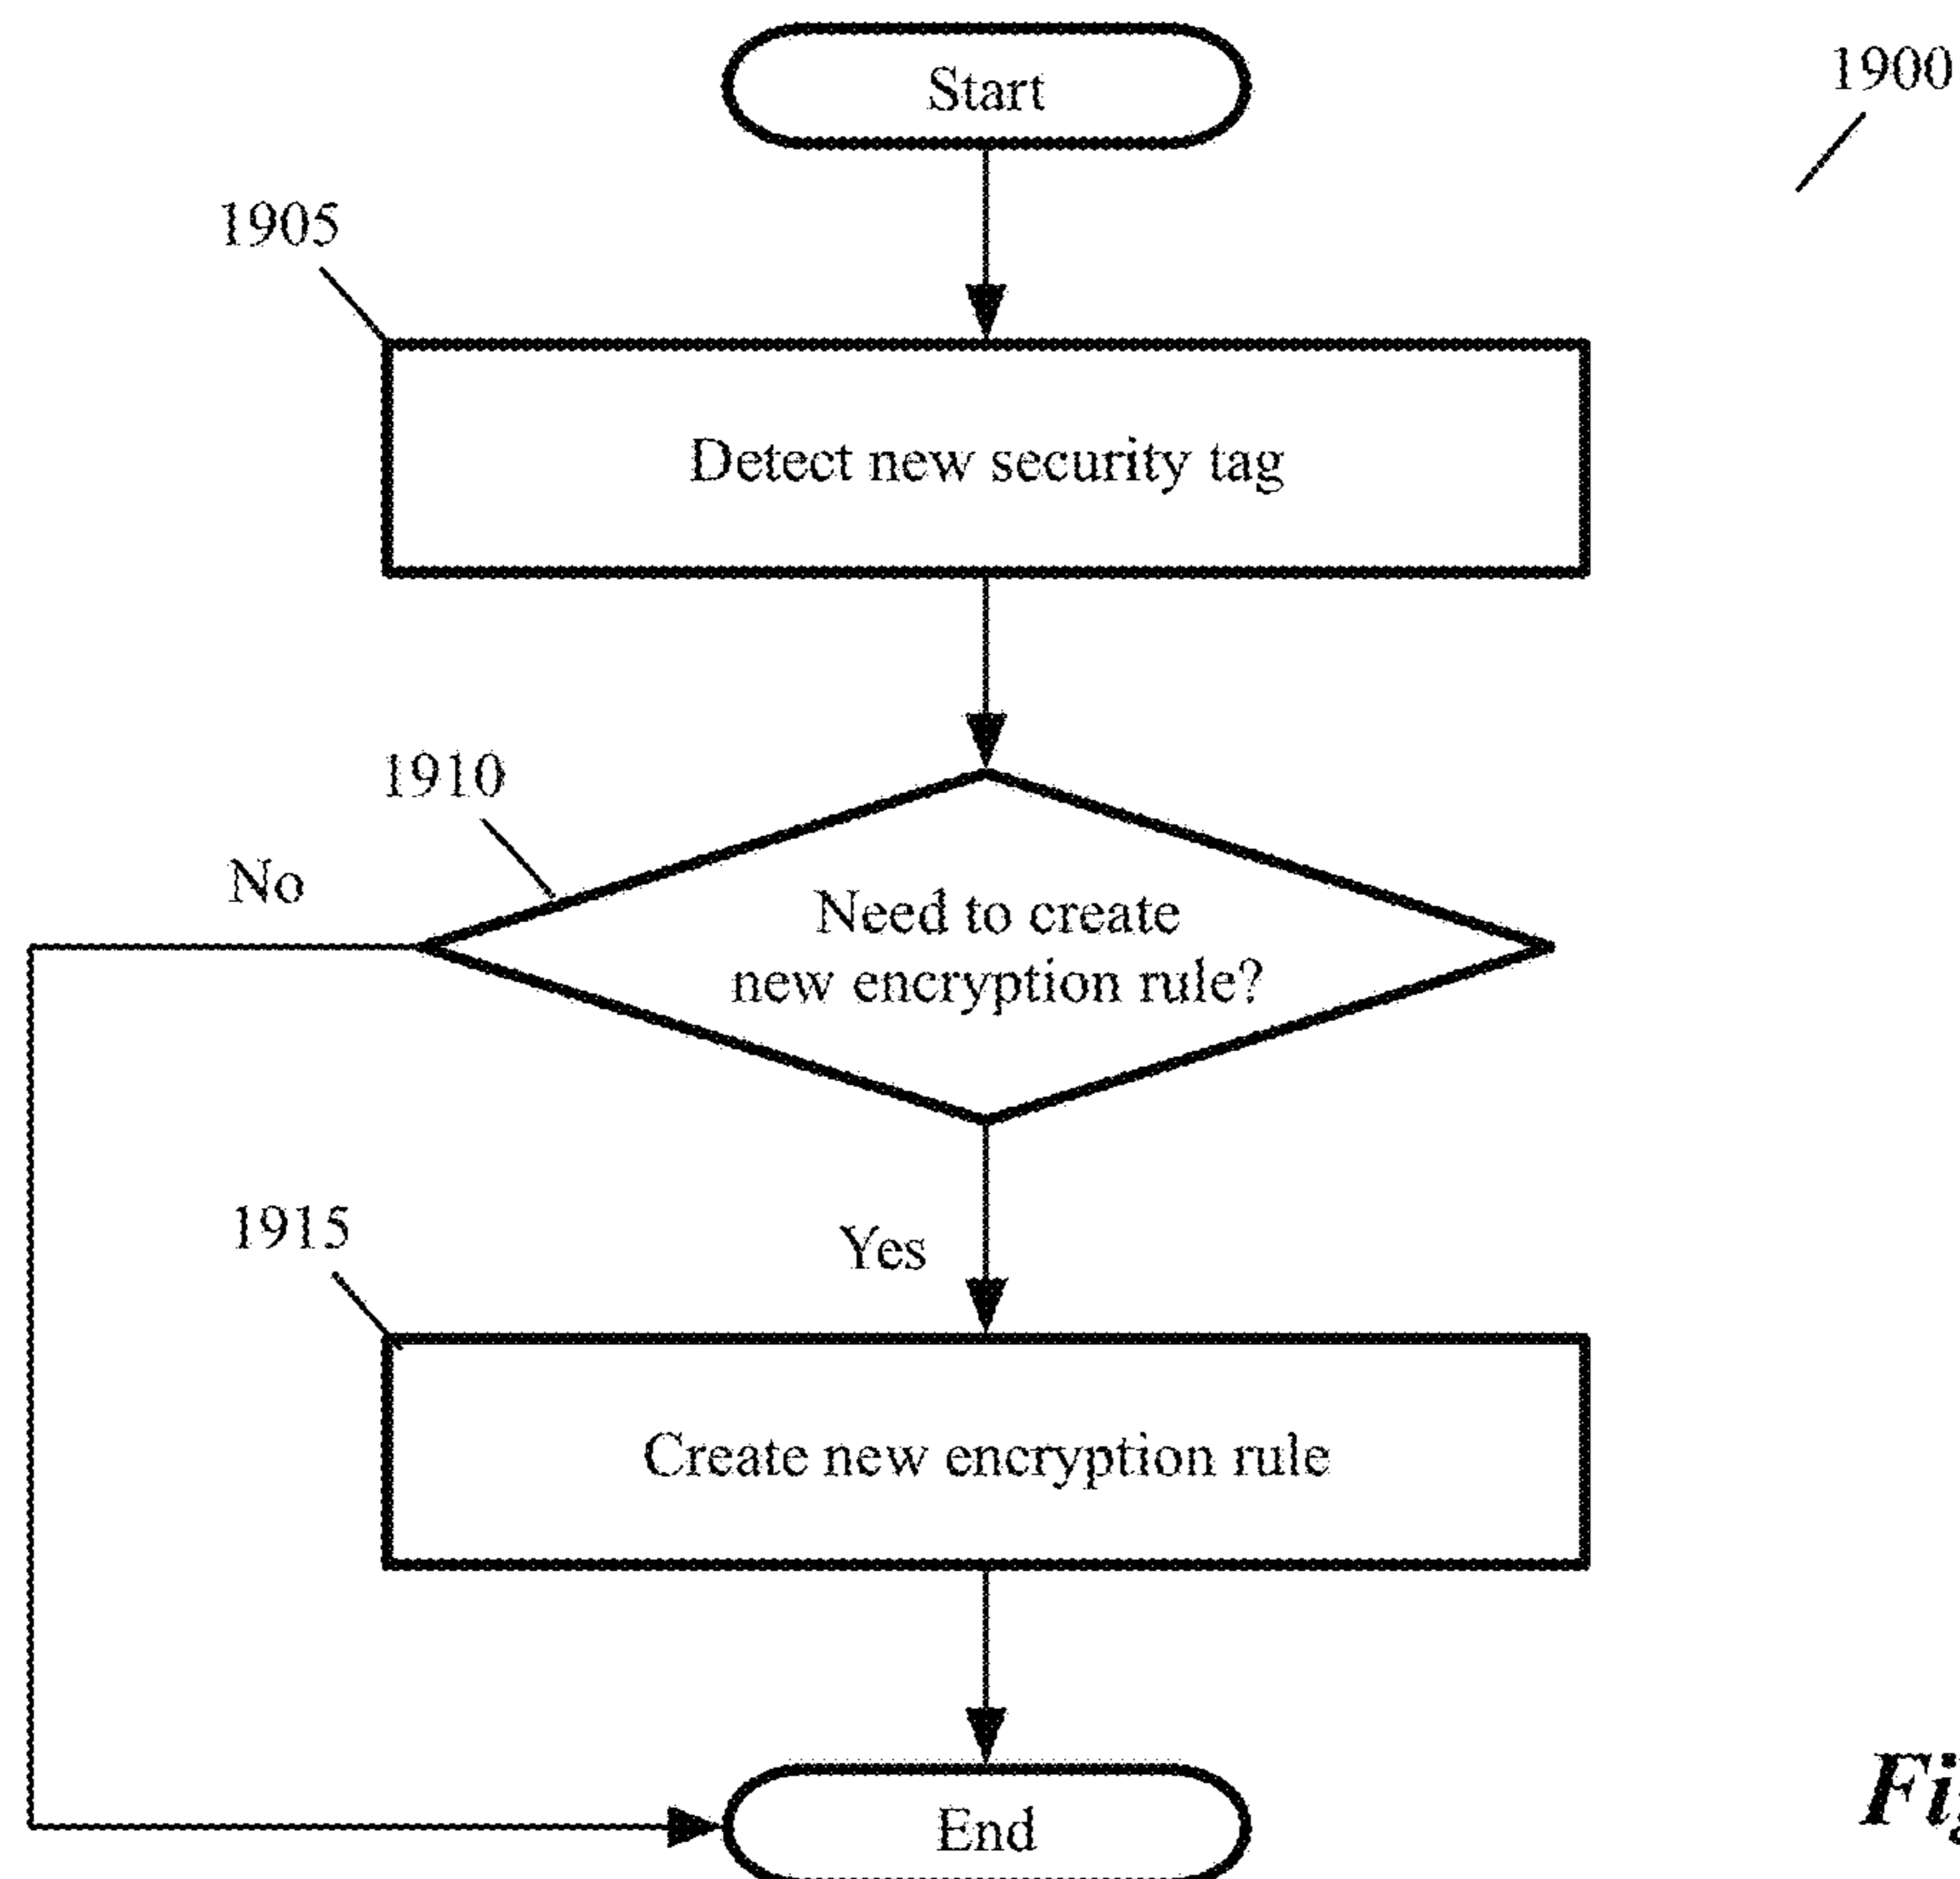 Start
1900
1905
Detect new security tag
1910
No
Need to create
new encryption rule?
1915
Yes
Create new encryption rule
End